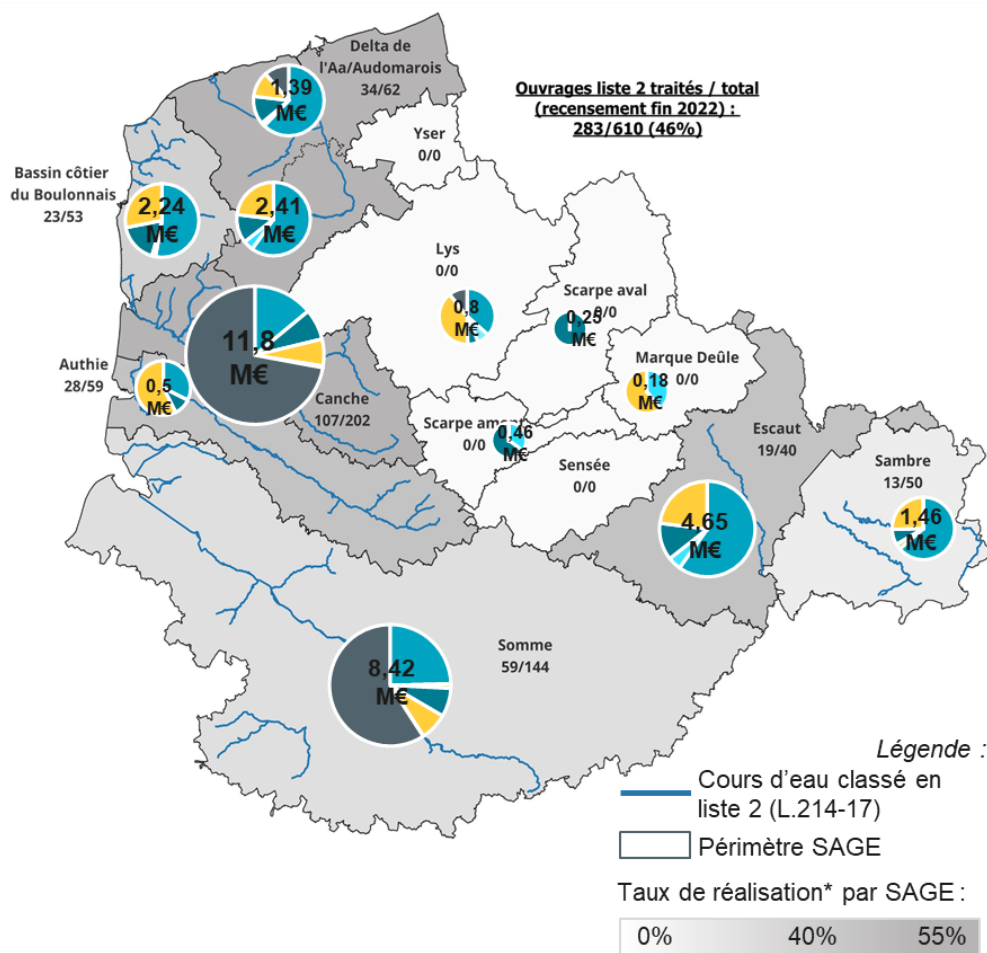 Delta de
l'Aa/Audomarois
34/62
1,39
M€
Ouvrages liste 2 traités / total
(recensement fin 2022) :
283/610 (46%)
Yser
0/0
Bassin côtier
du Boulonnais
23/53
2,24
M€
2,41
M€
Lys
0/0
0,8
M€
Scarpe aval
0/0
0,25
M€
11,8
M€
Marque Deûle
0/0
0,18
M€
Authie
28/59
0,5
M€
Canche
107/202
Scarpe amont
0/0
0,46
M€
Escaut
19/40
Sensée
0/0
Sambre
13/50
4,65
M€
1,46
M€
Somme
59/144
8,42
M€
Légende :
Cours d'eau classé en
liste 2 (L.214-17)
Périmètre SAGE
Taux de réalisation* par SAGE :
0% 40% 55%